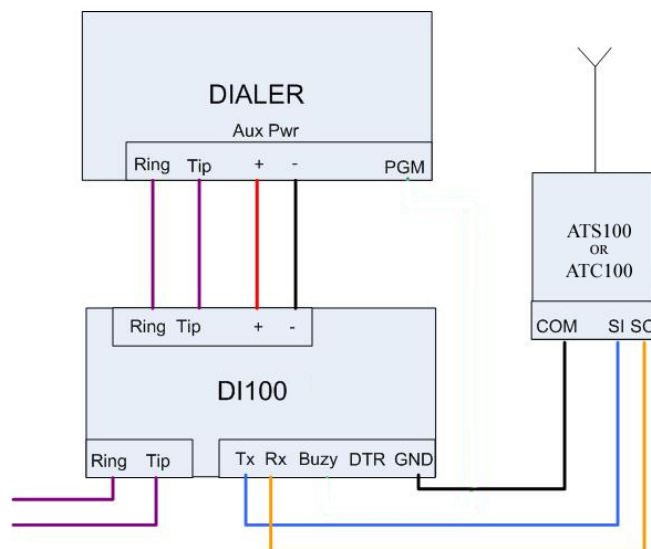 DIALER
Aux Pwr
Ring Tip + - PGM
ATS100
OR
ATC100
Ring Tip + -
COM SI SO
DI100
Ring Tip Tx Rx Buzy DTR GND